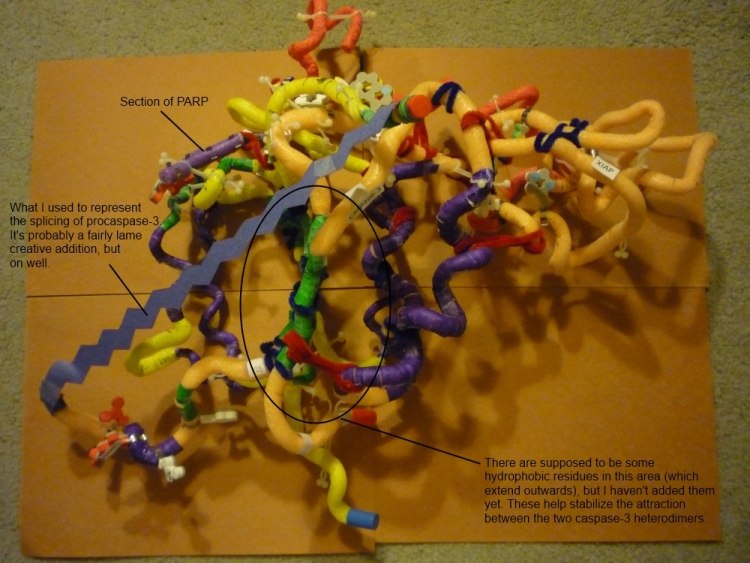 Section of PARP
What I used to represent
the splicing of procaspase-3.
It's probably a fairly lame
creative addition, but
on well.
XIAP
There are supposed to be some
hydrophobic residues in this area (which
extend outwards), but I haven't added them
yet. These help stabilize the attraction
between the two caspase-3 heterodimers.